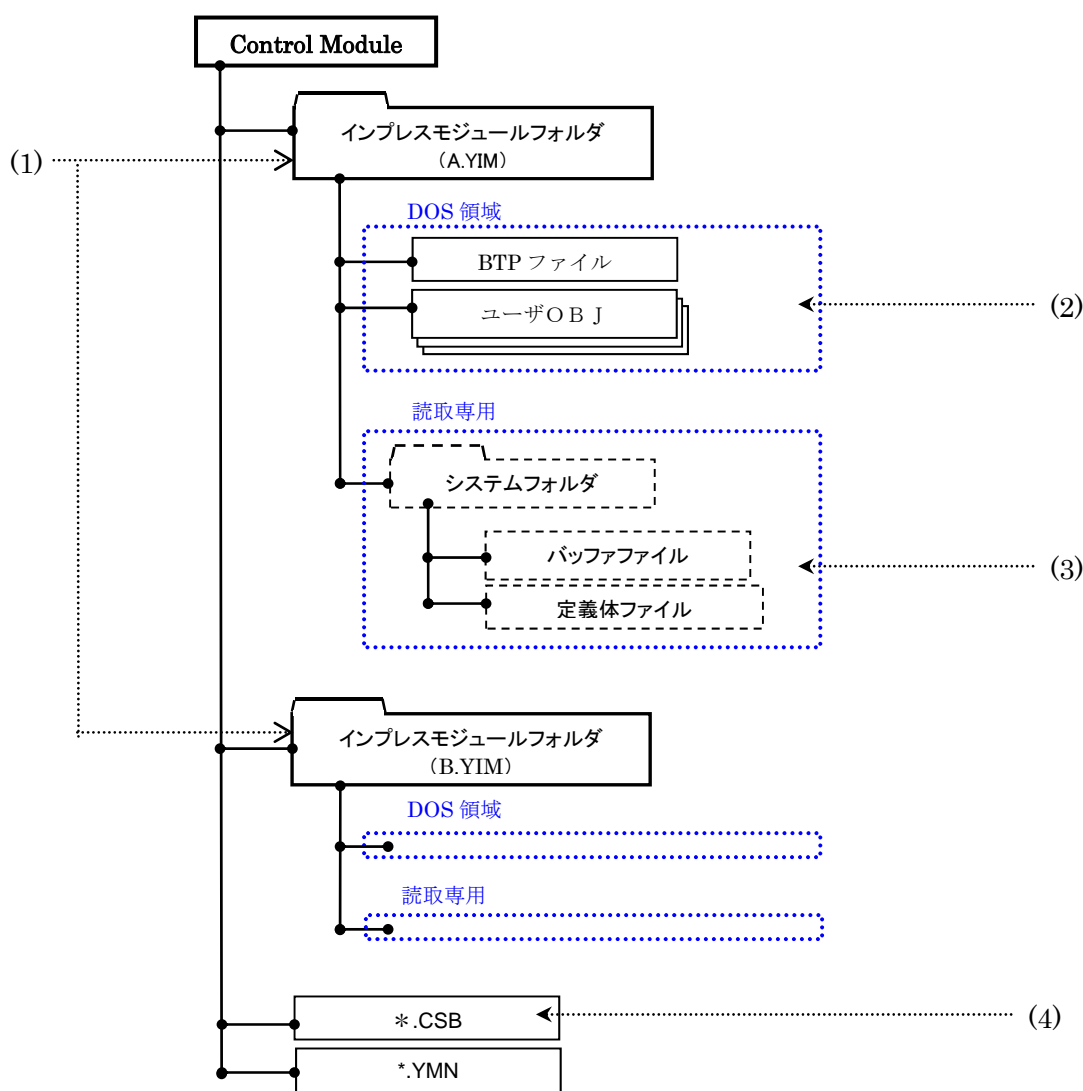 Control Module
インプレスモジュールフォルダ
（A.YIM）
(1)
DOS 領域
BTP ファイル
ユーザＯＢＪ
(2)
読取専用
システムフォルダ
バッファファイル
定義体ファイル
(3)
インプレスモジュールフォルダ
（B.YIM）
DOS 領域
読取専用
＊.CSB
(4)
*.YMN